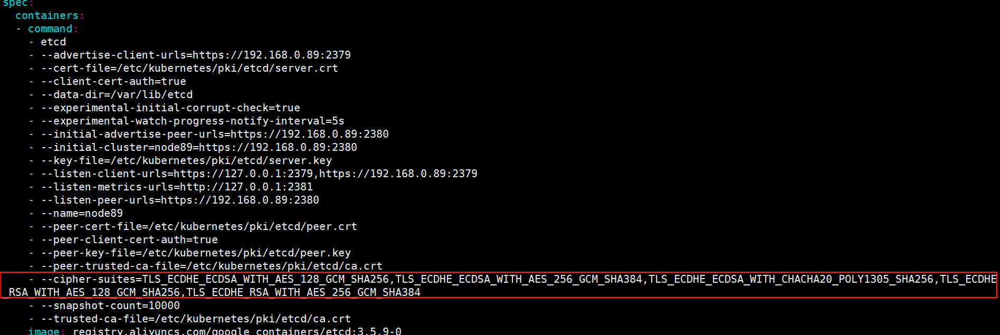 spec:
containers:
- command:
- etcd
- --advertise-client-urls=https://192.168.0.89:2379
- --cert-file=/etc/kubernetes/pki/etcd/server.crt
- --client-cert-auth=true
- --data-dir=/var/lib/etcd
- --experimental-initial-corrupt-check=true
- --experimental-watch-progress-notify-interval=5s
- --initial-advertise-peer-urls=https://192.168.0.89:2380
- --initial-cluster=node89=https://192.168.0.89:2380
- --key-file=/etc/kubernetes/pki/etcd/server.key
- --listen-client-urls=https://127.0.0.1:2379,https://192.168.0.89:2379
- --listen-metrics-urls=http://127.0.0.1:2381
- --listen-peer-urls=https://192.168.0.89:2380
- --name=node89
- --peer-cert-file=/etc/kubernetes/pki/etcd/peer.crt
- --peer-client-cert-auth=true
- --peer-key-file=/etc/kubernetes/pki/etcd/peer.key
- --peer-trusted-ca-file=/etc/kubernetes/pki/etcd/ca.crt
- --cipher-suites=TLS_ECDHE_ECDSA_WITH_AES_128_GCM_SHA256,TLS_ECDHE_ECDSA_WITH_AES_256_GCM_SHA384,TLS_ECDHE_ECDSA_WITH_CHACHA20_POLY1305_SHA256,TLS_ECDHE
_RSA_WITH_AES_128_GCM_SHA256,TLS_ECDHE_RSA_WITH_AES_256_GCM_SHA384
- --snapshot-count=10000
- --trusted-ca-file=/etc/kubernetes/pki/etcd/ca.crt
image: registry.aliyuncs.com/google_containers/etcd:3.5.9-0